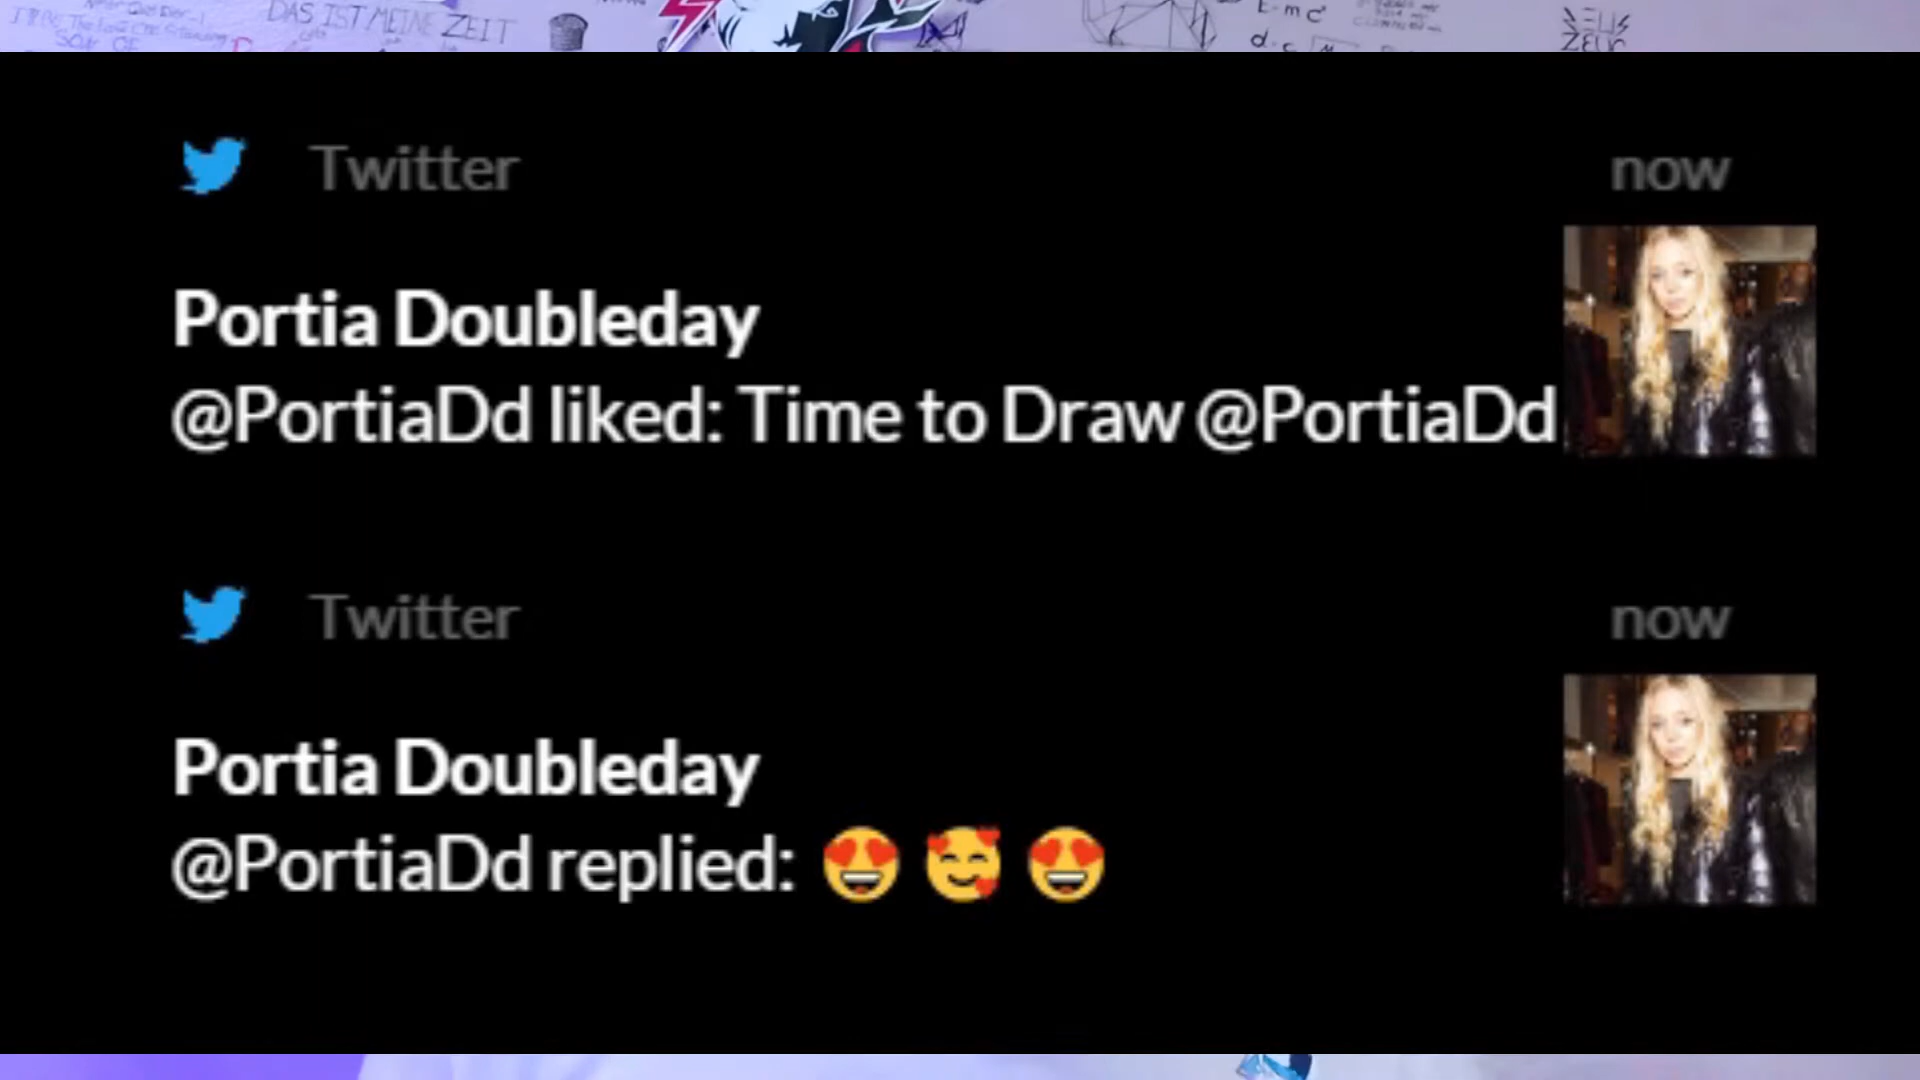 DAS IST MEINE ZEIT
E=mc²
Twitter now
Portia Doubleday
@PortiaDd liked: Time to Draw @PortiaDd
Twitter now
Portia Doubleday
@PortiaDd replied: 😍 🥰 😍